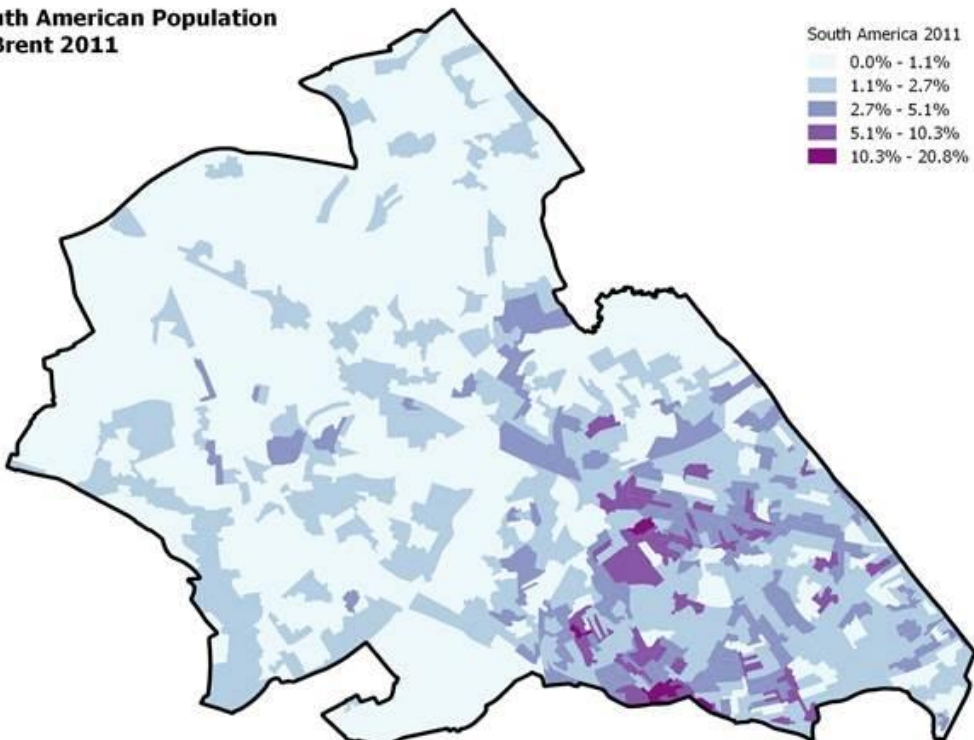 uth American Population
Brent 2011
South America 2011
0.0% - 1.1%
1.1% - 2.7%
2.7% - 5.1%
5.1% - 10.3%
10.3% - 20.8%